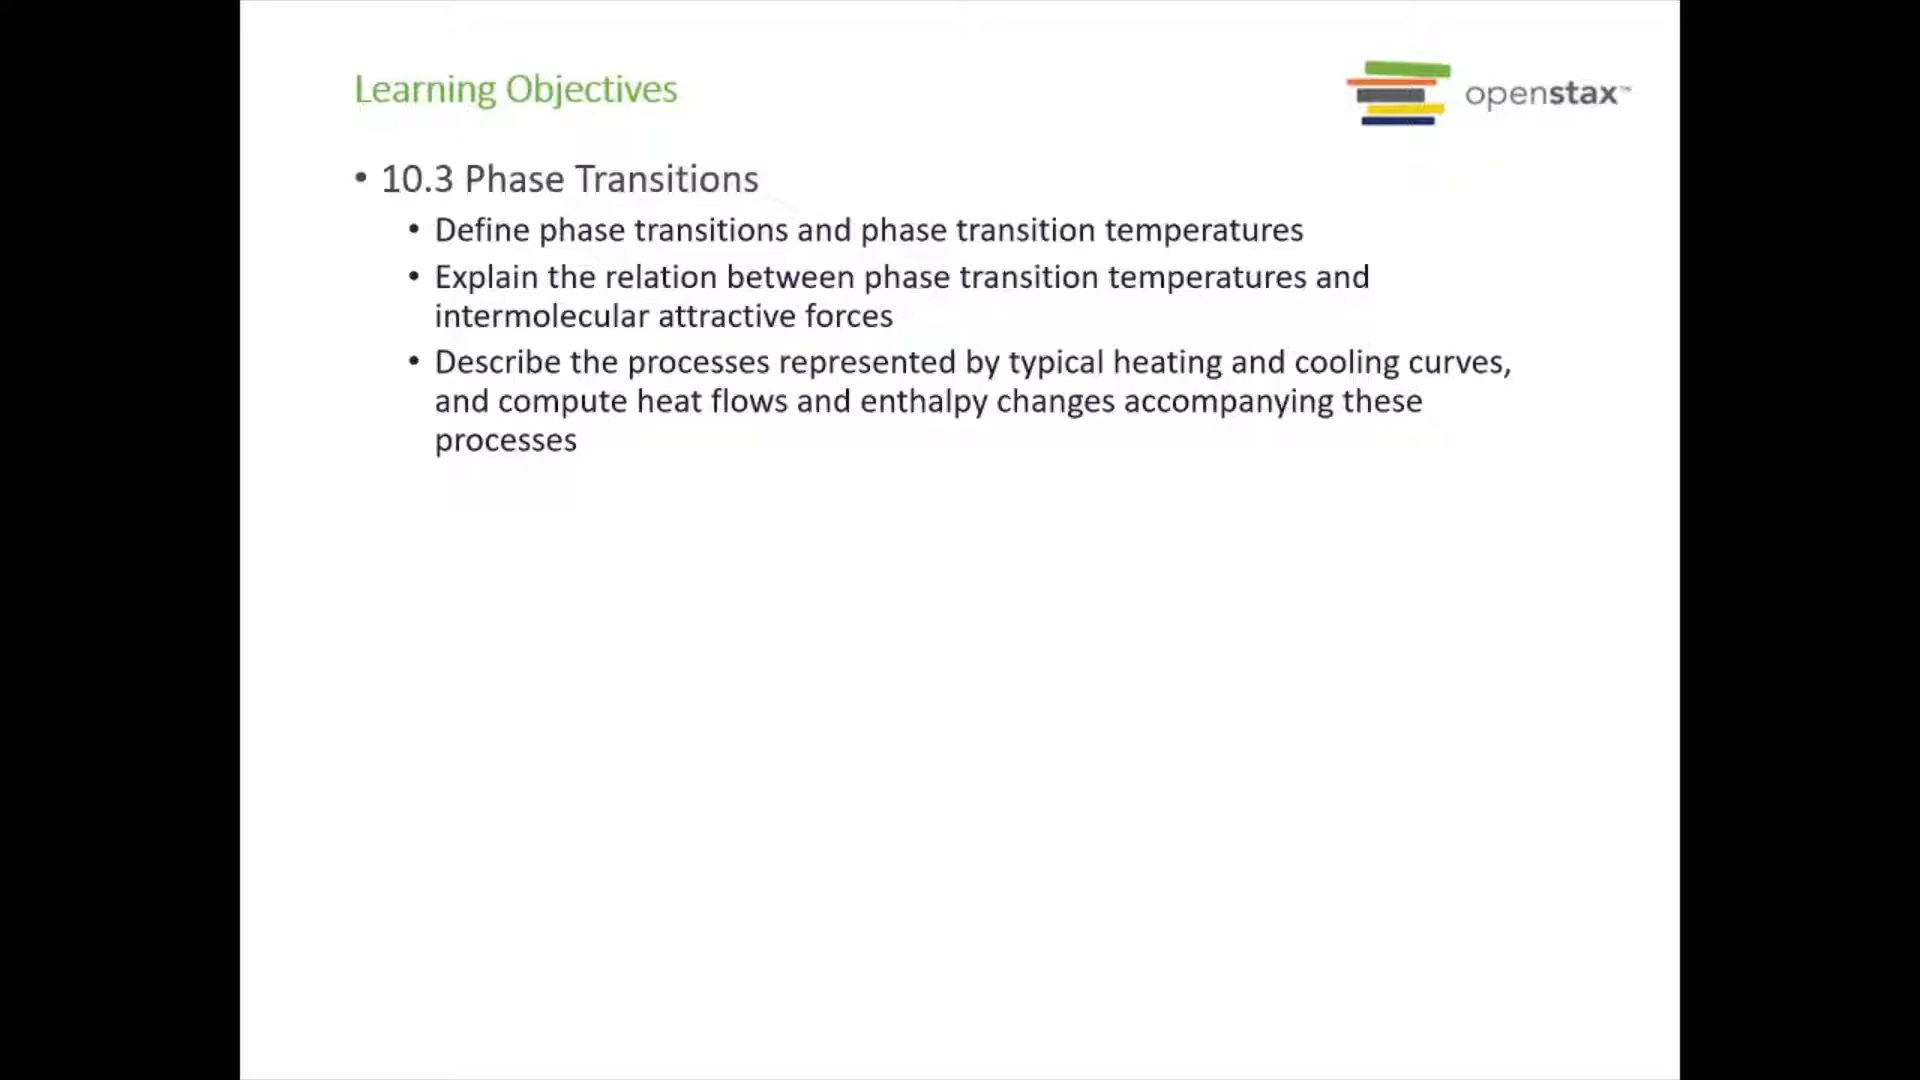 Learning Objectives
openstax™
• 10.3 Phase Transitions
• Define phase transitions and phase transition temperatures
• Explain the relation between phase transition temperatures and
intermolecular attractive forces
• Describe the processes represented by typical heating and cooling curves,
and compute heat flows and enthalpy changes accompanying these
processes